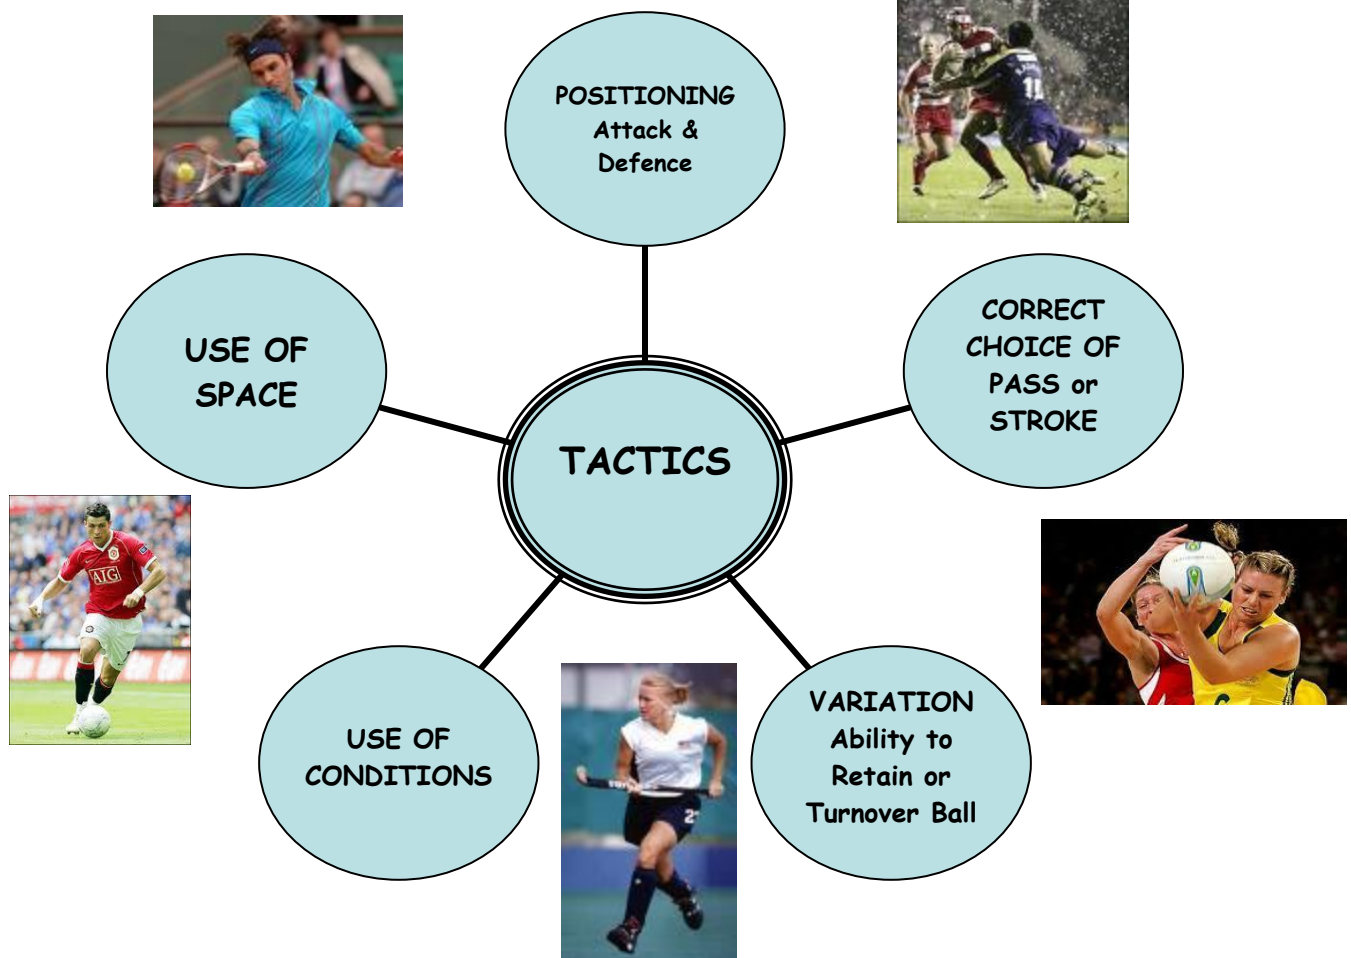 POSITIONING
Attack &
Defence
USE OF
SPACE
CORRECT
CHOICE OF
PASS or
STROKE
TACTICS
USE OF
CONDITIONS
VARIATION
Ability to
Retain or
Turnover Ball
AIG